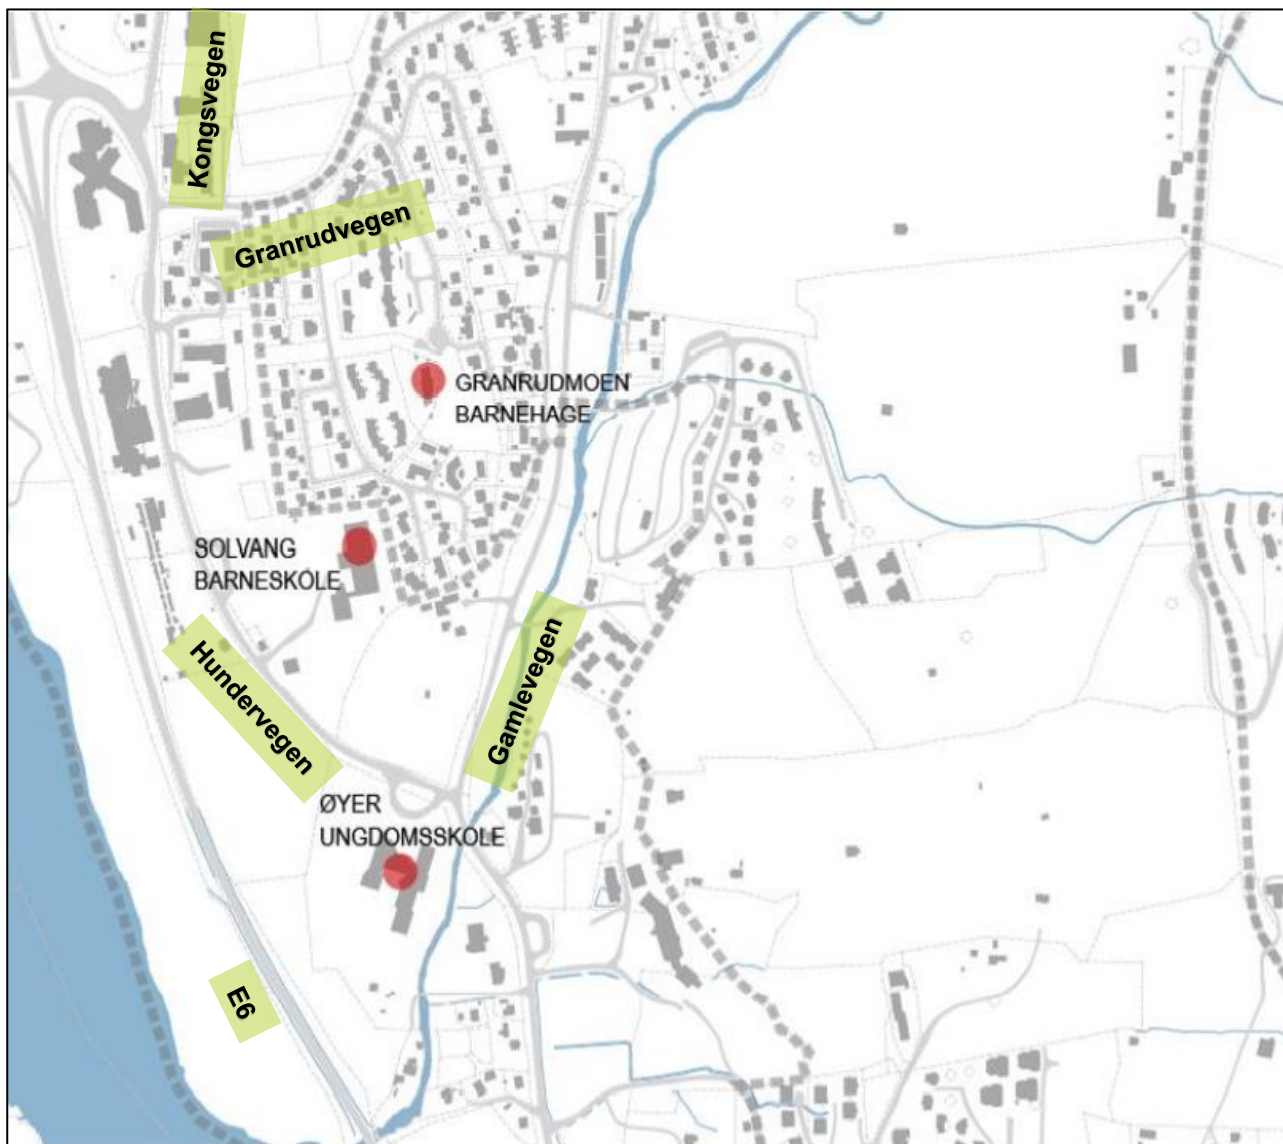 Kongsvegen
Granrudvegen
GRANRUDMOEN
BARNEHAGE
SOLVANG
BARNESKOLE
Hundervegen
Gamlevegen
ØYER
UNGDOMSSKOLE
E6